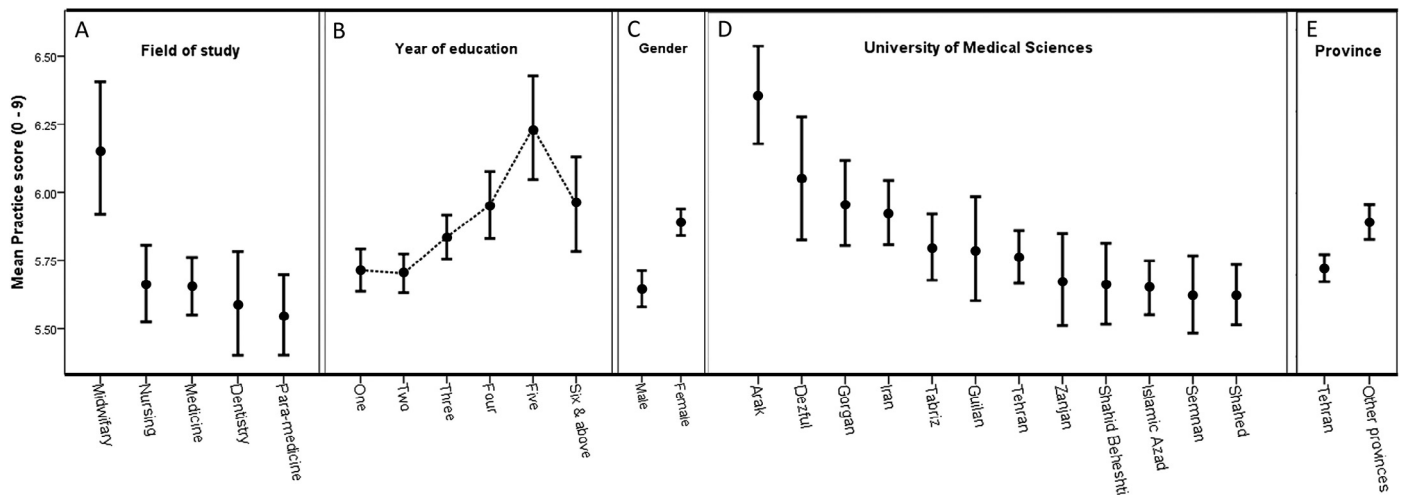 A
Field of study
B
Year of education
C
Gender
D
University of Medical Sciences
E
Province
Mean Practice score (0 - 9)
6.50
6.25
6.00
5.75
5.50
Midwifary
Nursing
Medicine
Dentistry
Para-medicine
One
Two
Three
Four
Five
Six & above
Male
Female
Arak
Dezful
Gorgan
Iran
Tabriz
Guilan
Tehran
Zanjan
Shahid Beheshti
Islamic Azad
Semnan
Shahed
Tehran
Other provinces